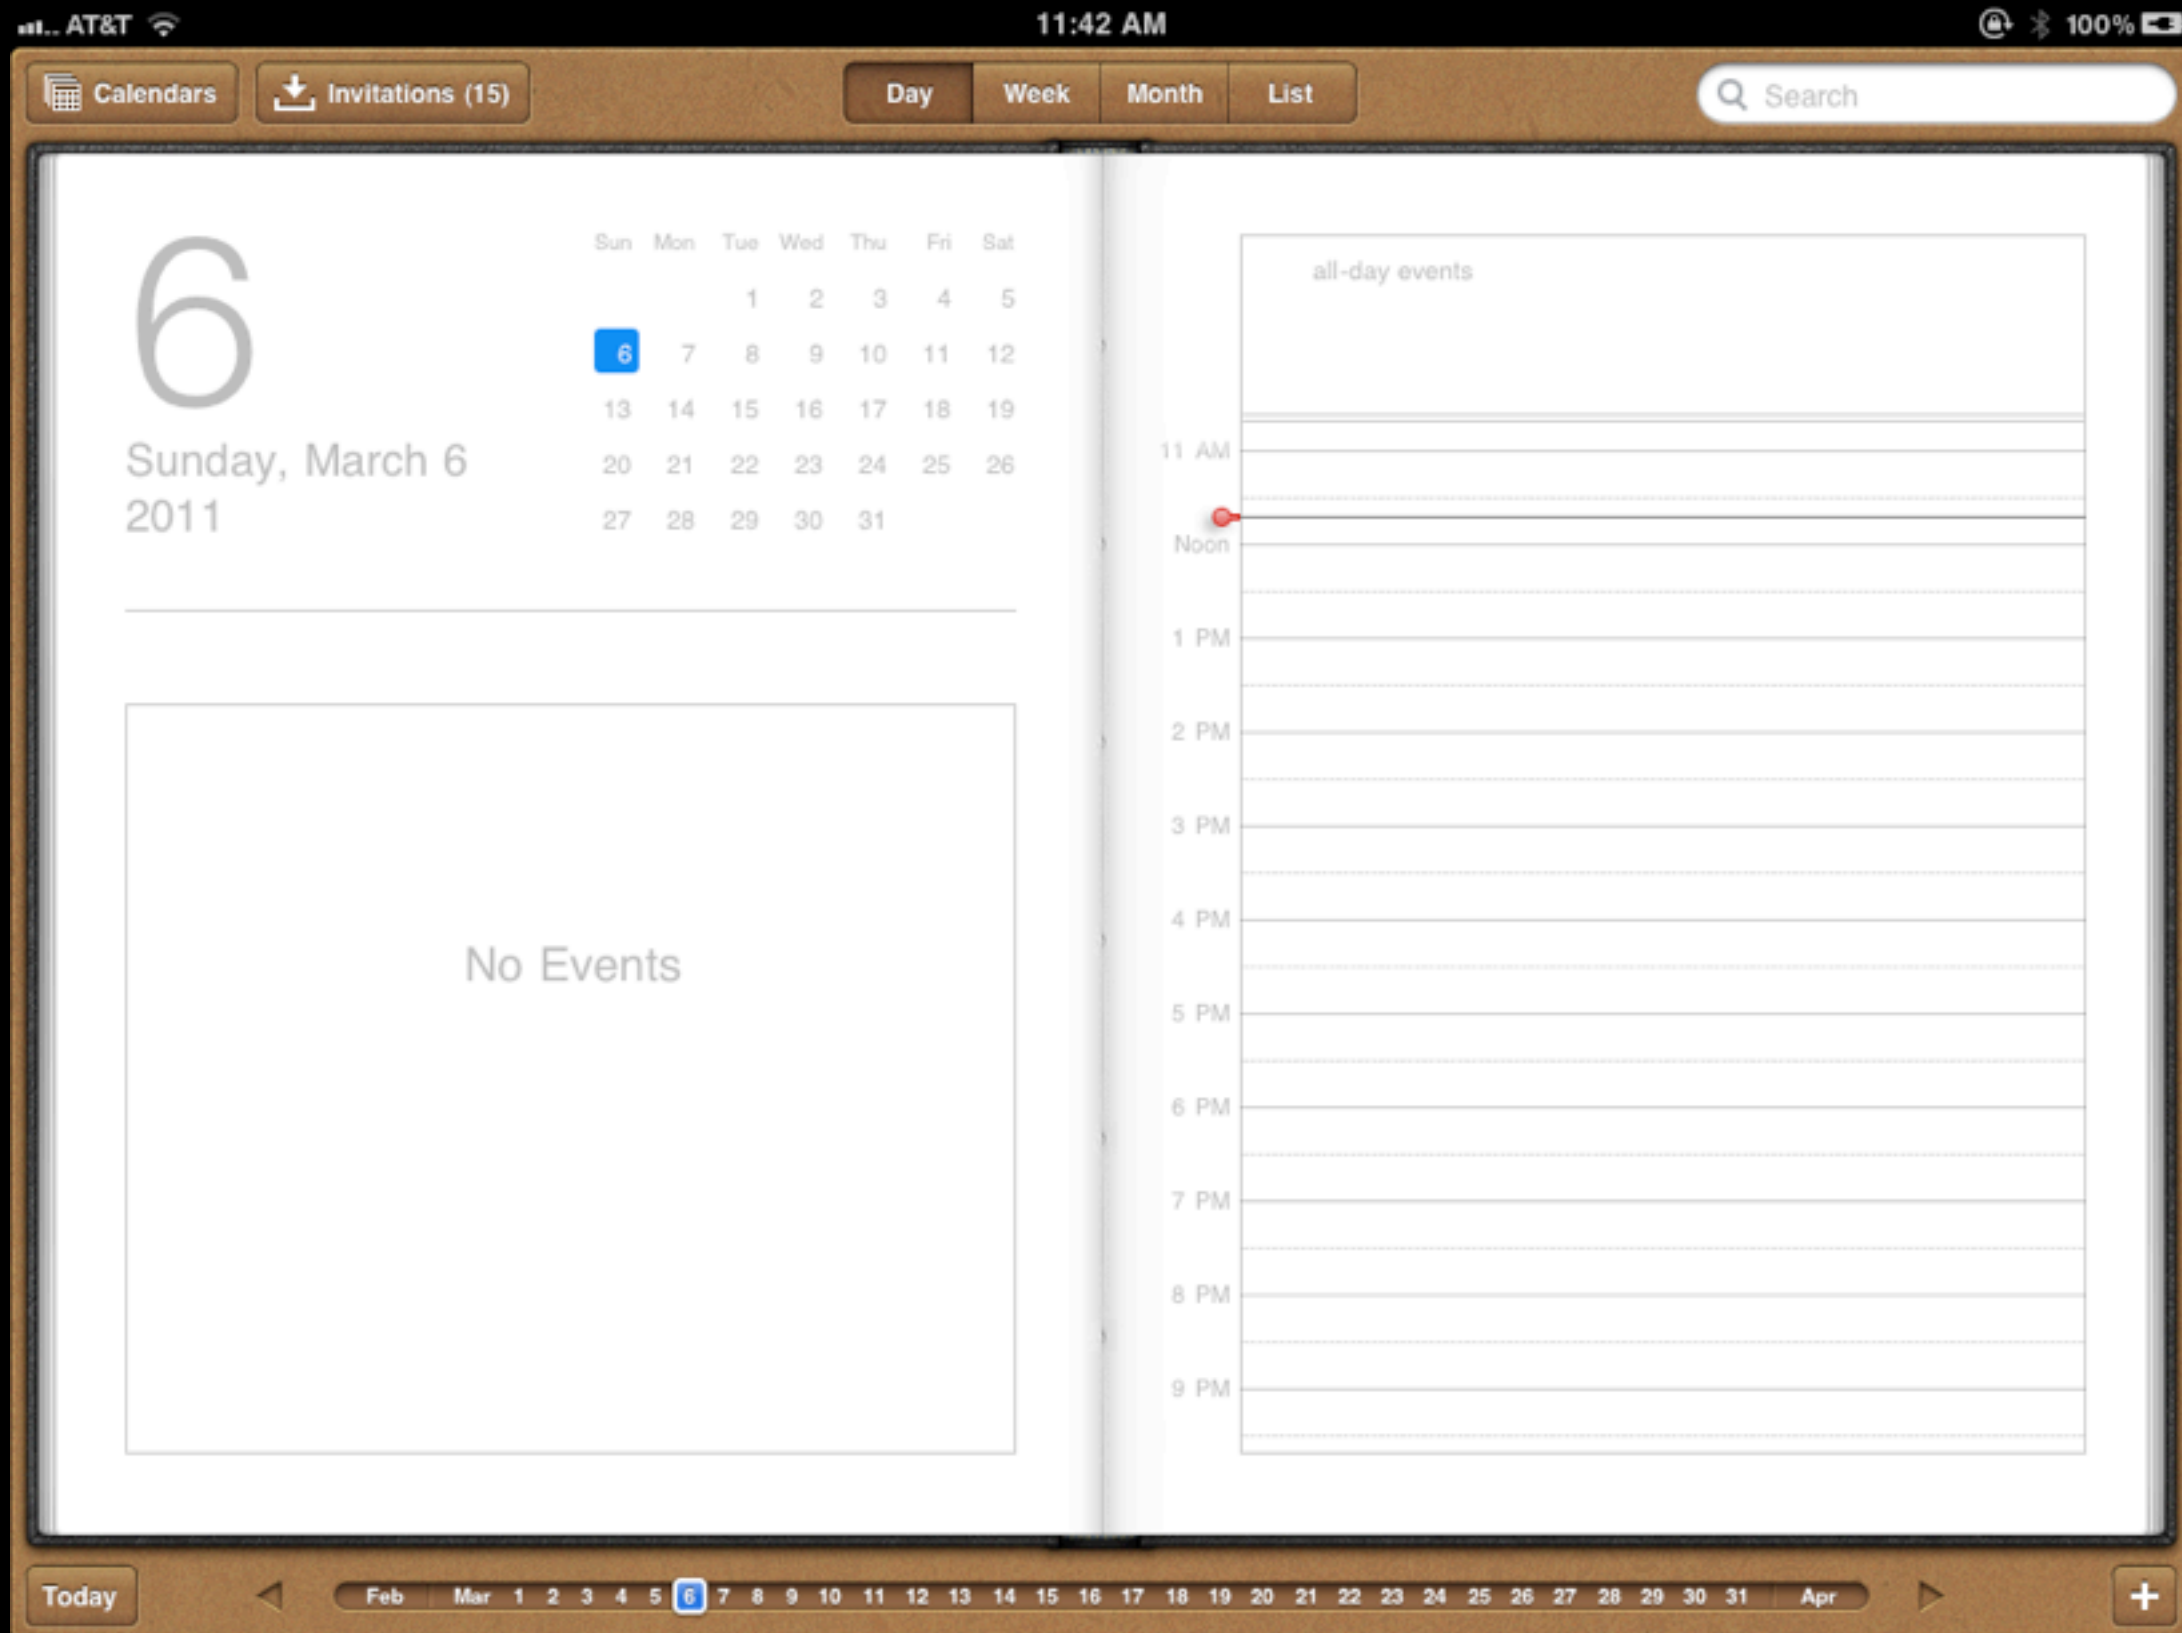 AT&T 11:42 AM 100%
Calendars Invitations (15) Day Week Month List Search
6
Sunday, March 6
2011
Sun Mon Tue Wed Thu Fri Sat
1 2 3 4 5
6 7 8 9 10 11 12
13 14 15 16 17 18 19
20 21 22 23 24 25 26
27 28 29 30 31
No Events
all-day events
11 AM
Noon
1 PM
2 PM
3 PM
4 PM
5 PM
6 PM
7 PM
8 PM
9 PM
Today Feb Mar 1 2 3 4 5 6 7 8 9 10 11 12 13 14 15 16 17 18 19 20 21 22 23 24 25 26 27 28 29 30 31 Apr +